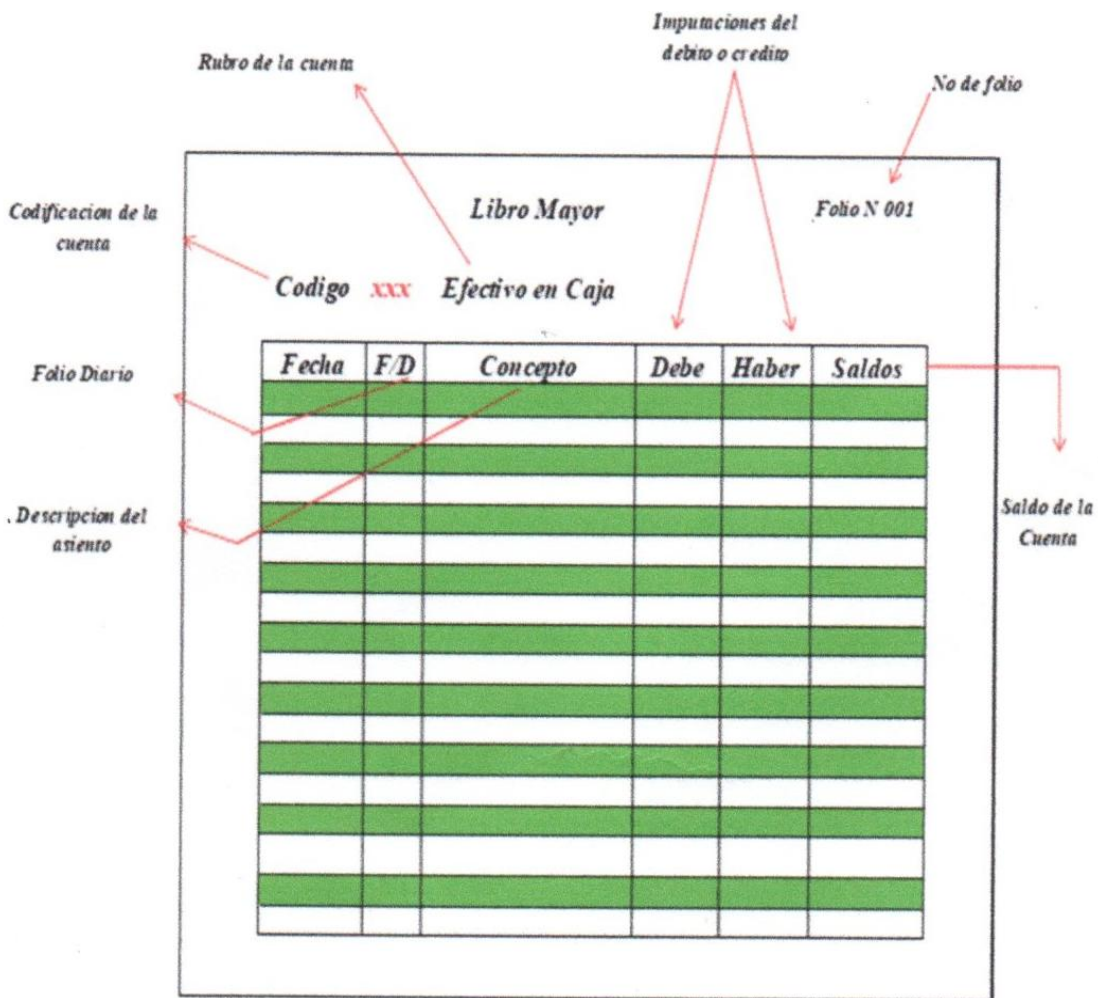 Imputaciones del
debito o credito
Rubro de la cuenta
No de folio
Codificacion de la
cuenta
Libro Mayor
Folio N 001
Codigo xxx Efectivo en Caja
Folio Diario
Fecha F/D Concepto Debe Haber Saldos
Descripcion del
asiento
Saldo de la
Cuenta